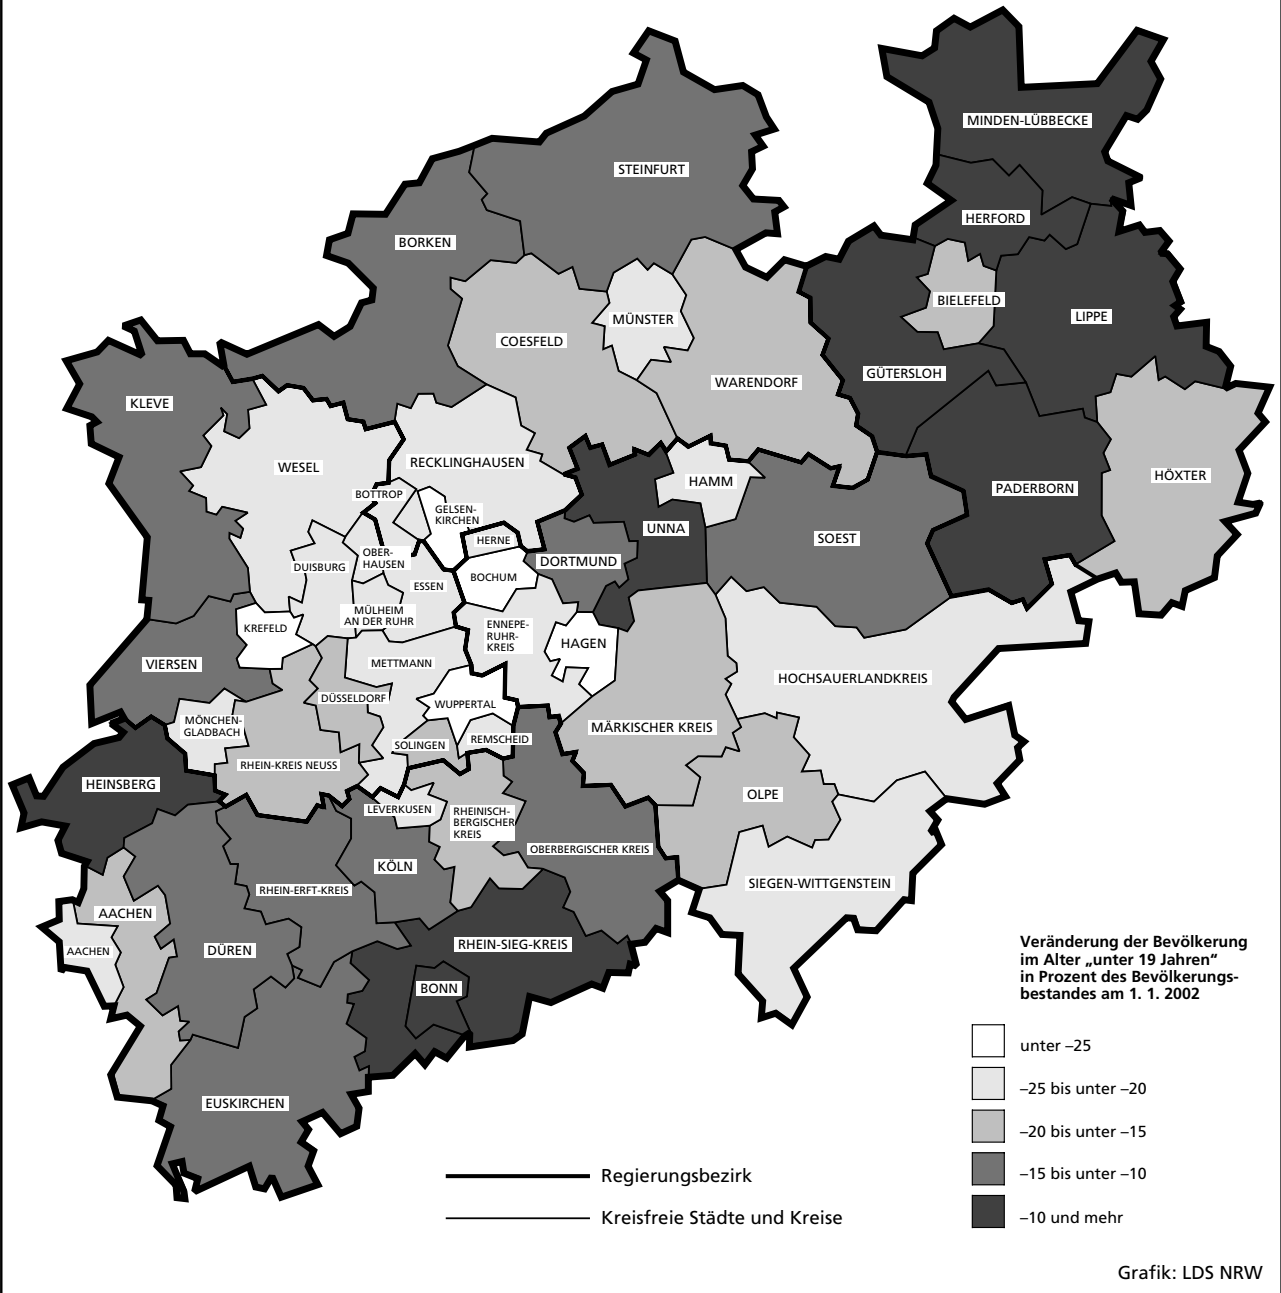 MINDEN-LÜBBECKE
STEINFURT
HERFORD
BORKEN
BIELEFELD
LIPPE
MÜNSTER
COESFELD
GÜTERSLOH
WARENDORF
KLEVE
RECKLINGHAUSEN
WESEL
HÖXTER
HAMM
PADERBORN
BOTTROP
GELSEN-
KIRCHEN
UNNA
SOEST
HERNE
OBER-
HAUSEN
DORTMUND
DUISBURG
BOCHUM
ESSEN
MÜLHEIM
AN DER RUHR
KREFELD
ENNEPE-
RUHR-
KREIS
HAGEN
VIERSEN
METTMANN
HOCHSAUERLANDKREIS
DÜSSELDORF
WUPPERTAL
MÖNCHEN-
GLADBACH
MÄRKISCHER KREIS
REMSCHEID
SOLINGEN
RHEIN-KREIS NEUSS
HEINSBERG
OLPE
LEVERKUSEN
RHEINISCH-
BERGISCHER
KREIS
OBERBERGISCHER KREIS
KÖLN
SIEGEN-WITTGENSTEIN
RHEIN-ERFT-KREIS
AACHEN
RHEIN-SIEG-KREIS
AACHEN
DÜREN
BONN
EUSKIRCHEN
Veränderung der Bevölkerung
im Alter „unter 19 Jahren“
in Prozent des Bevölkerungs-
bestandes am 1. 1. 2002
unter –25
–25 bis unter –20
–20 bis unter –15
–15 bis unter –10
–10 und mehr
Regierungsbezirk
Kreisfreie Städte und Kreise
Grafik: LDS NRW